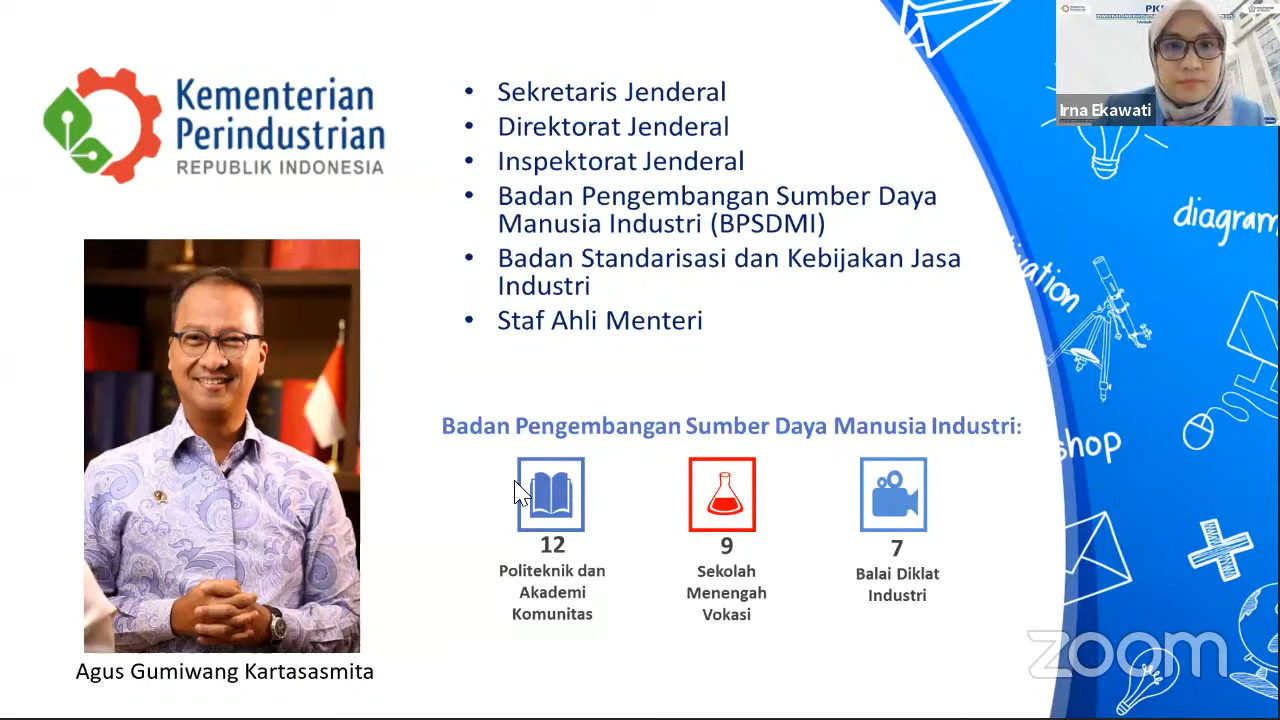 Kementerian
Perindustrian
REPUBLIK INDONESIA
• Sekretaris Jenderal
• Direktorat Jenderal
• Inspektorat Jenderal
• Badan Pengembangan Sumber Daya
Manusia Industri (BPSDMI)
• Badan Standarisasi dan Kebijakan Jasa
Industri
• Staf Ahli Menteri
Irna Ekawati
diagram
shop
Agus Gumiwang Kartasasmita
Badan Pengembangan Sumber Daya Manusia Industri:
12
Politeknik dan
Akademi
Komunitas
9
Sekolah
Menengah
Vokasi
7
Balai Diklat
Industri
zoom